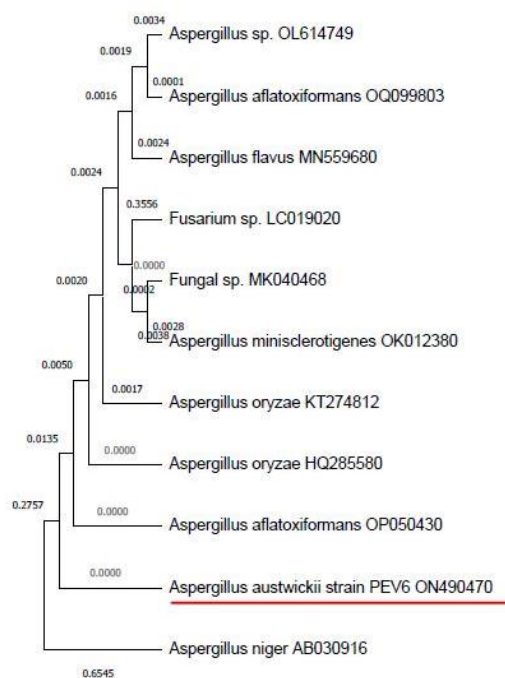 0.0034
Aspergillus sp. OL614749
0.0019
0.0001
Aspergillus aflatoxiformans OQ099803
0.0016
0.0024
Aspergillus flavus MN559680
0.0024
0.3556
Fusarium sp. LC019020
0.0000
0.0020
Fungal sp. MK040468
0.0002
0.0028
0.0038
Aspergillus minisclerotigenes OK012380
0.0050
0.0017
Aspergillus oryzae KT274812
0.0135
0.0000
Aspergillus oryzae HQ285580
0.2757
0.0000
Aspergillus aflatoxiformans OP050430
0.0000
Aspergillus austwickii strain PEV6 ON490470
Aspergillus niger AB030916
0.6545